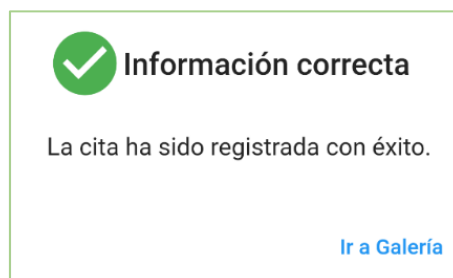 Información correcta
La cita ha sido registrada con éxito.
Ir a Galería